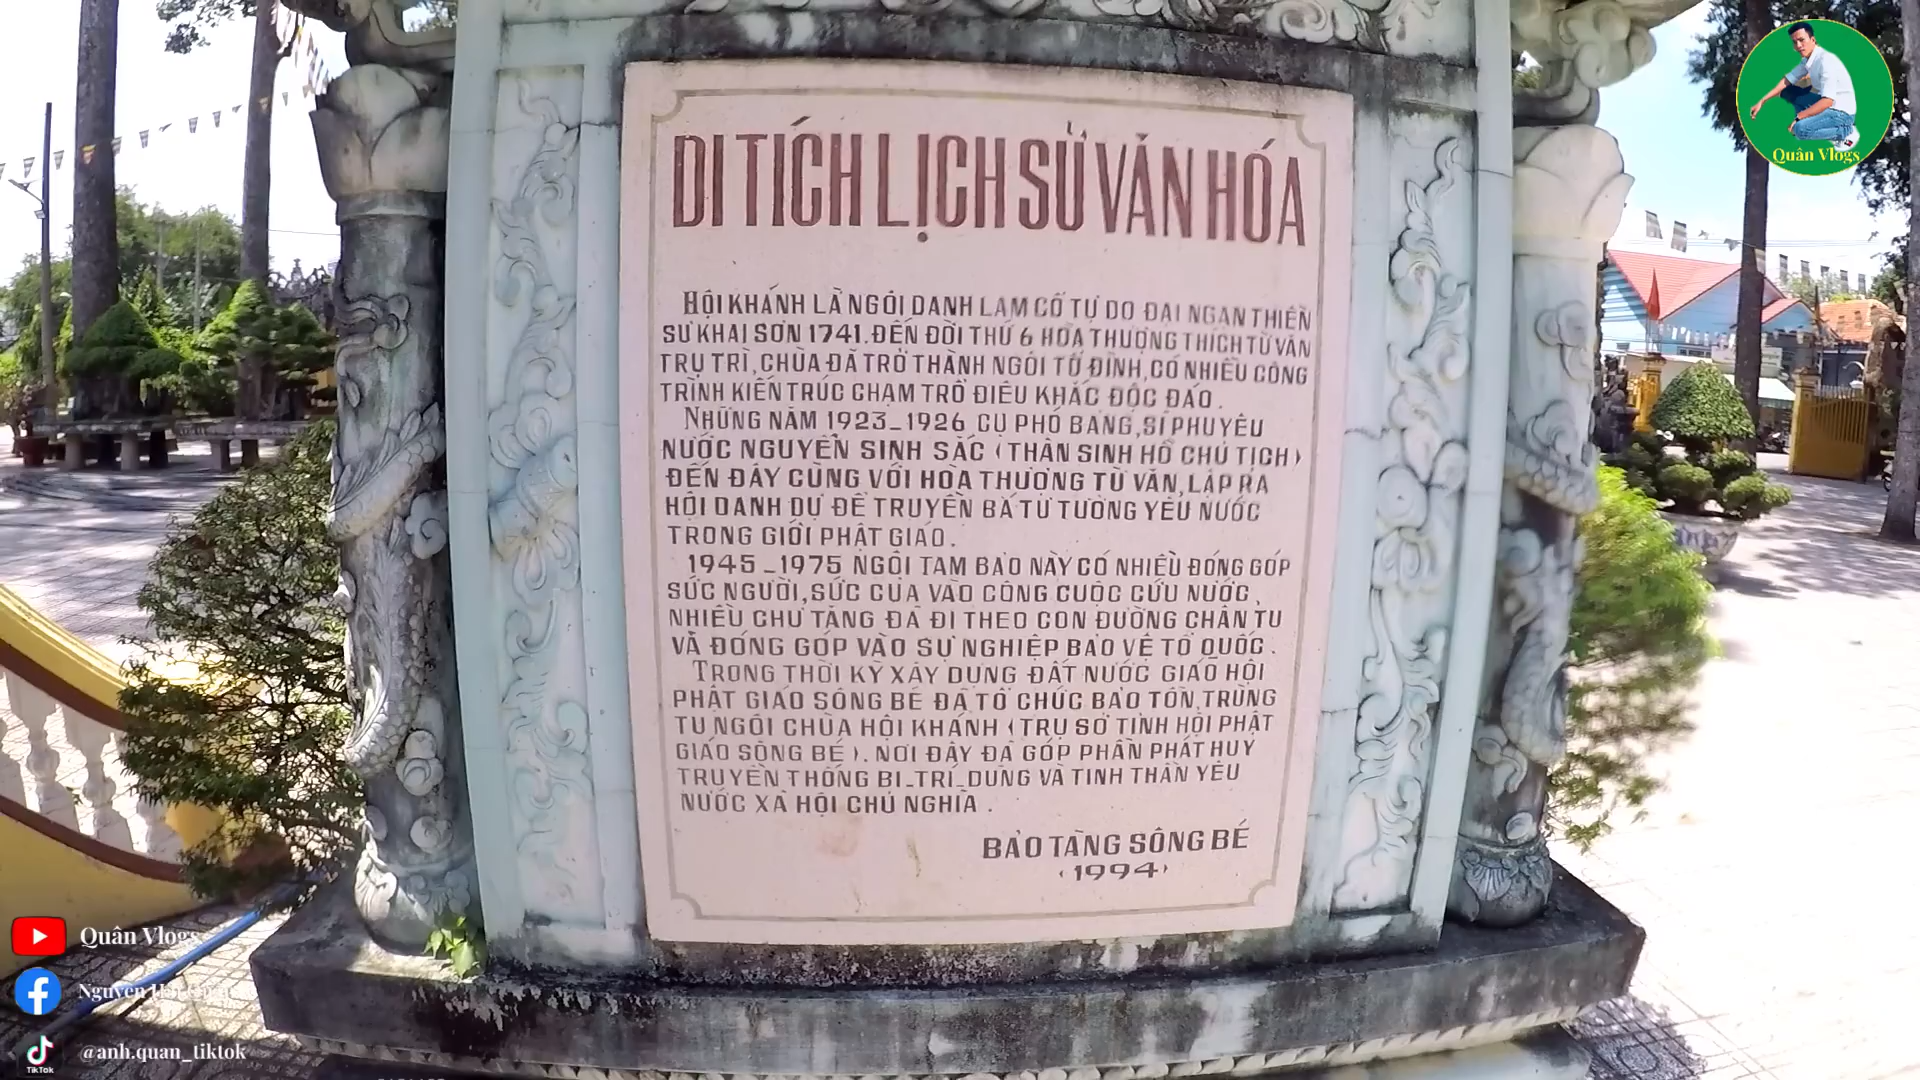 DI TÍCH LỊCH SỬ VĂN HÓA
HỘI KHÁNH LÀ NGÔI DANH LAM CỔ TỰ DO ĐẠI NGẠN THIỀN
SƯ KHAI SƠN 1741. ĐẾN ĐỜI THỨ 6 HÒA THƯỢNG THÍCH TỪ VĂN
TRỤ TRÌ, CHÙA ĐÃ TRỞ THÀNH NGÔI TỔ ĐÌNH, CÓ NHIỀU CÔNG
TRÌNH KIẾN TRÚC CHẠM TRỔ ĐIÊU KHẮC ĐỘC ĐÁO.
NHỮNG NĂM 1923_1926 CỤ PHÓ BẢNG, SĨ PHU YÊU
NƯỚC NGUYỄN SINH SẮC (THÂN SINH HỒ CHỦ TỊCH)
ĐẾN ĐÂY CÙNG VỚI HÒA THƯỢNG TỪ VĂN, LẬP RA
HỘI DANH DỰ ĐỂ TRUYỀN BÁ TƯ TƯỞNG YÊU NƯỚC
TRONG GIỚI PHẬT GIÁO.
1945_1975 NGÔI TAM BẢO NÀY CÓ NHIỀU ĐÓNG GÓP
SỨC NGƯỜI, SỨC CỦA VÀO CÔNG CUỘC CỨU NƯỚC,
NHIỀU CHƯ TĂNG ĐÃ ĐI THEO CON ĐƯỜNG CHÂN TU
VÀ ĐÓNG GÓP VÀO SỰ NGHIỆP BẢO VỆ TỔ QUỐC.
TRONG THỜI KỲ XÂY DỰNG ĐẤT NƯỚC GIÁO HỘI
PHẬT GIÁO SÔNG BÉ ĐÃ TỔ CHỨC BẢO TỒN, TRÙNG
TU NGÔI CHÙA HỘI KHÁNH (TRỤ SỞ TỈNH HỘI PHẬT
GIÁO SÔNG BÉ). NƠI ĐÂY ĐÃ GÓP PHẦN PHÁT HUY
TRUYỀN THỐNG BI_TRÍ_DŨNG VÀ TINH THẦN YÊU
NƯỚC XÃ HỘI CHỦ NGHĨA.
BẢO TÀNG SÔNG BÉ
(1994)
Quân Vlogs
Quân Vlogs
Nguyen
@anh.quan_tiktok
TikTok